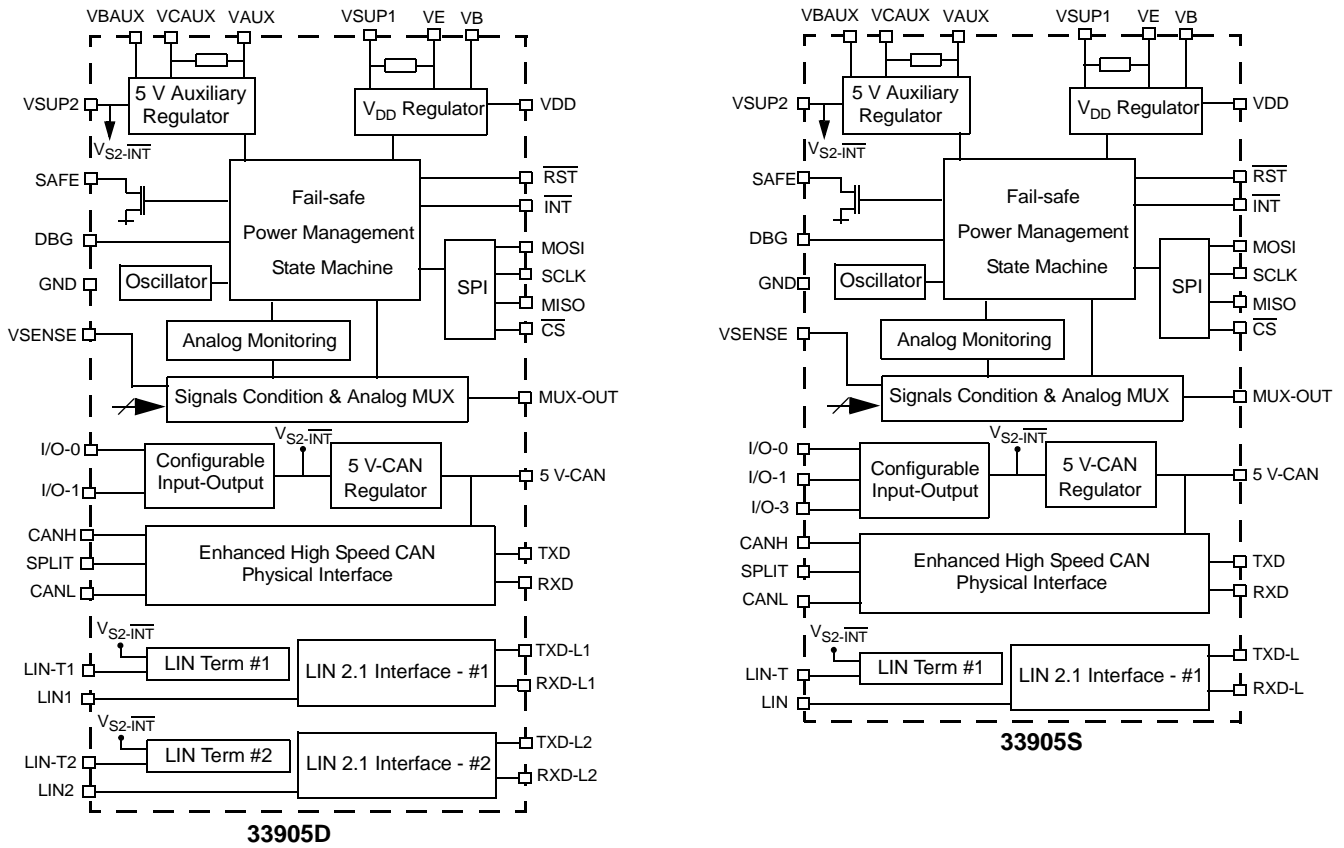 VBAUX VCAUX VAUX
VSUP1 VE VB
VSUP2
5 V Auxiliary
Regulator
VDD Regulator
VDD
VS2-INT
SAFE
Fail-safe
Power Management
State Machine
RST
INT
DBG
MOSI
SCLK
MISO
CS
SPI
GND
Oscillator
VSENSE
Analog Monitoring
Signals Condition & Analog MUX
MUX-OUT
VS2-INT
I/O-0
I/O-1
Configurable
Input-Output
5 V-CAN
Regulator
5 V-CAN
CANH
SPLIT
CANL
Enhanced High Speed CAN
Physical Interface
TXD
RXD
VS2-INT
LIN Term #1
LIN-T1
LIN1
LIN 2.1 Interface - #1
TXD-L1
RXD-L1
VS2-INT
LIN Term #2
LIN-T2
LIN2
LIN 2.1 Interface - #2
TXD-L2
RXD-L2
33905D
VBAUX VCAUX VAUX
VSUP1 VE VB
VSUP2
5 V Auxiliary
Regulator
VDD Regulator
VDD
VS2-INT
SAFE
Fail-safe
Power Management
State Machine
RST
INT
DBG
MOSI
SCLK
MISO
CS
SPI
GND
Oscillator
VSENSE
Analog Monitoring
Signals Condition & Analog MUX
MUX-OUT
VS2-INT
I/O-0
I/O-1
I/O-3
Configurable
Input-Output
5 V-CAN
Regulator
5 V-CAN
CANH
SPLIT
CANL
Enhanced High Speed CAN
Physical Interface
TXD
RXD
VS2-INT
LIN Term #1
LIN-T
LIN
LIN 2.1 Interface - #1
TXD-L
RXD-L
33905S